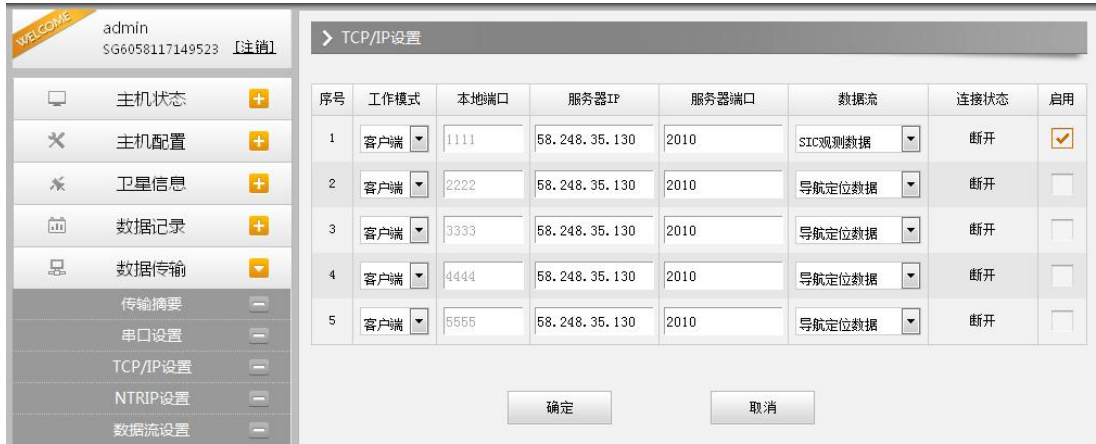 WELCOME
admin
SG6058117149523 [注销]
主机状态
主机配置
卫星信息
数据记录
数据传输
传输摘要
串口设置
TCP/IP设置
NTRIP设置
数据流设置
TCP/IP设置
序号 工作模式 本地端口 服务器IP 服务器端口 数据流 连接状态 启用
1 客户端 1111 58.248.35.130 2010 SIC观测数据 断开
2 客户端 2222 58.248.35.130 2010 导航定位数据 断开
3 客户端 3333 58.248.35.130 2010 导航定位数据 断开
4 客户端 4444 58.248.35.130 2010 导航定位数据 断开
5 客户端 5555 58.248.35.130 2010 导航定位数据 断开
确定 取消